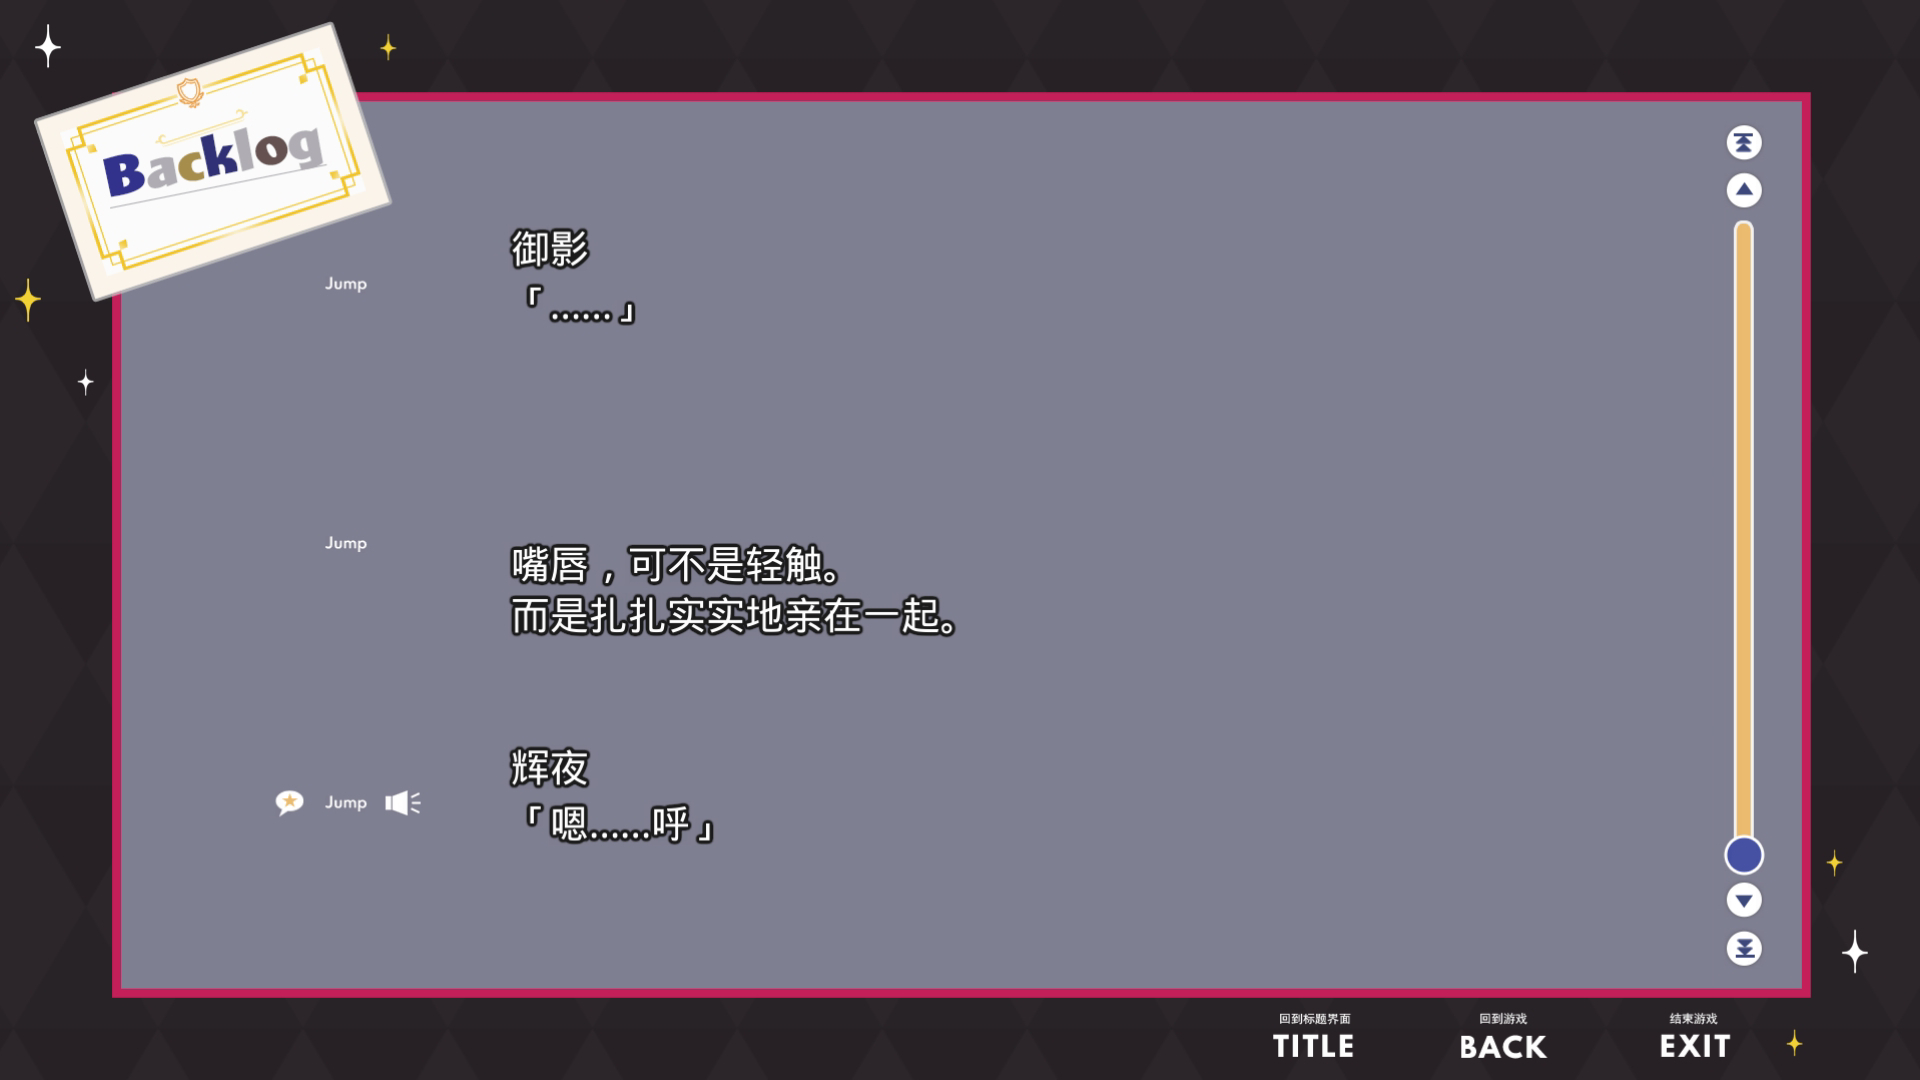 Backlog
Jump
御影
「......」
Jump
嘴唇，可不是轻触。
而是扎扎实实地亲在一起。
Jump
辉夜
「嗯......呼」
回到标题界面
TITLE
回到游戏
BACK
结束游戏
EXIT